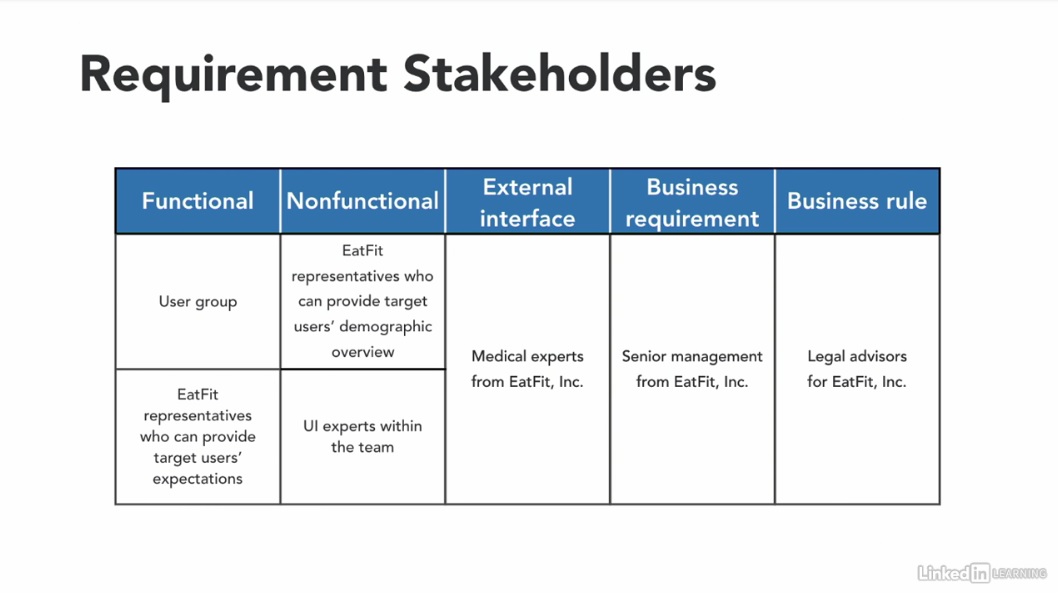 Requirement Stakeholders
Functional
Nonfunctional
External
interface
Business
requirement
Business rule
User group
EatFit
representatives who
can provide target
users' demographic
overview
Medical experts
from EatFit, Inc.
Senior management
from EatFit, Inc.
Legal advisors
for EatFit, Inc.
EatFit
representatives
who can provide
target users'
expectations
UI experts within
the team
Linked in LEARNING